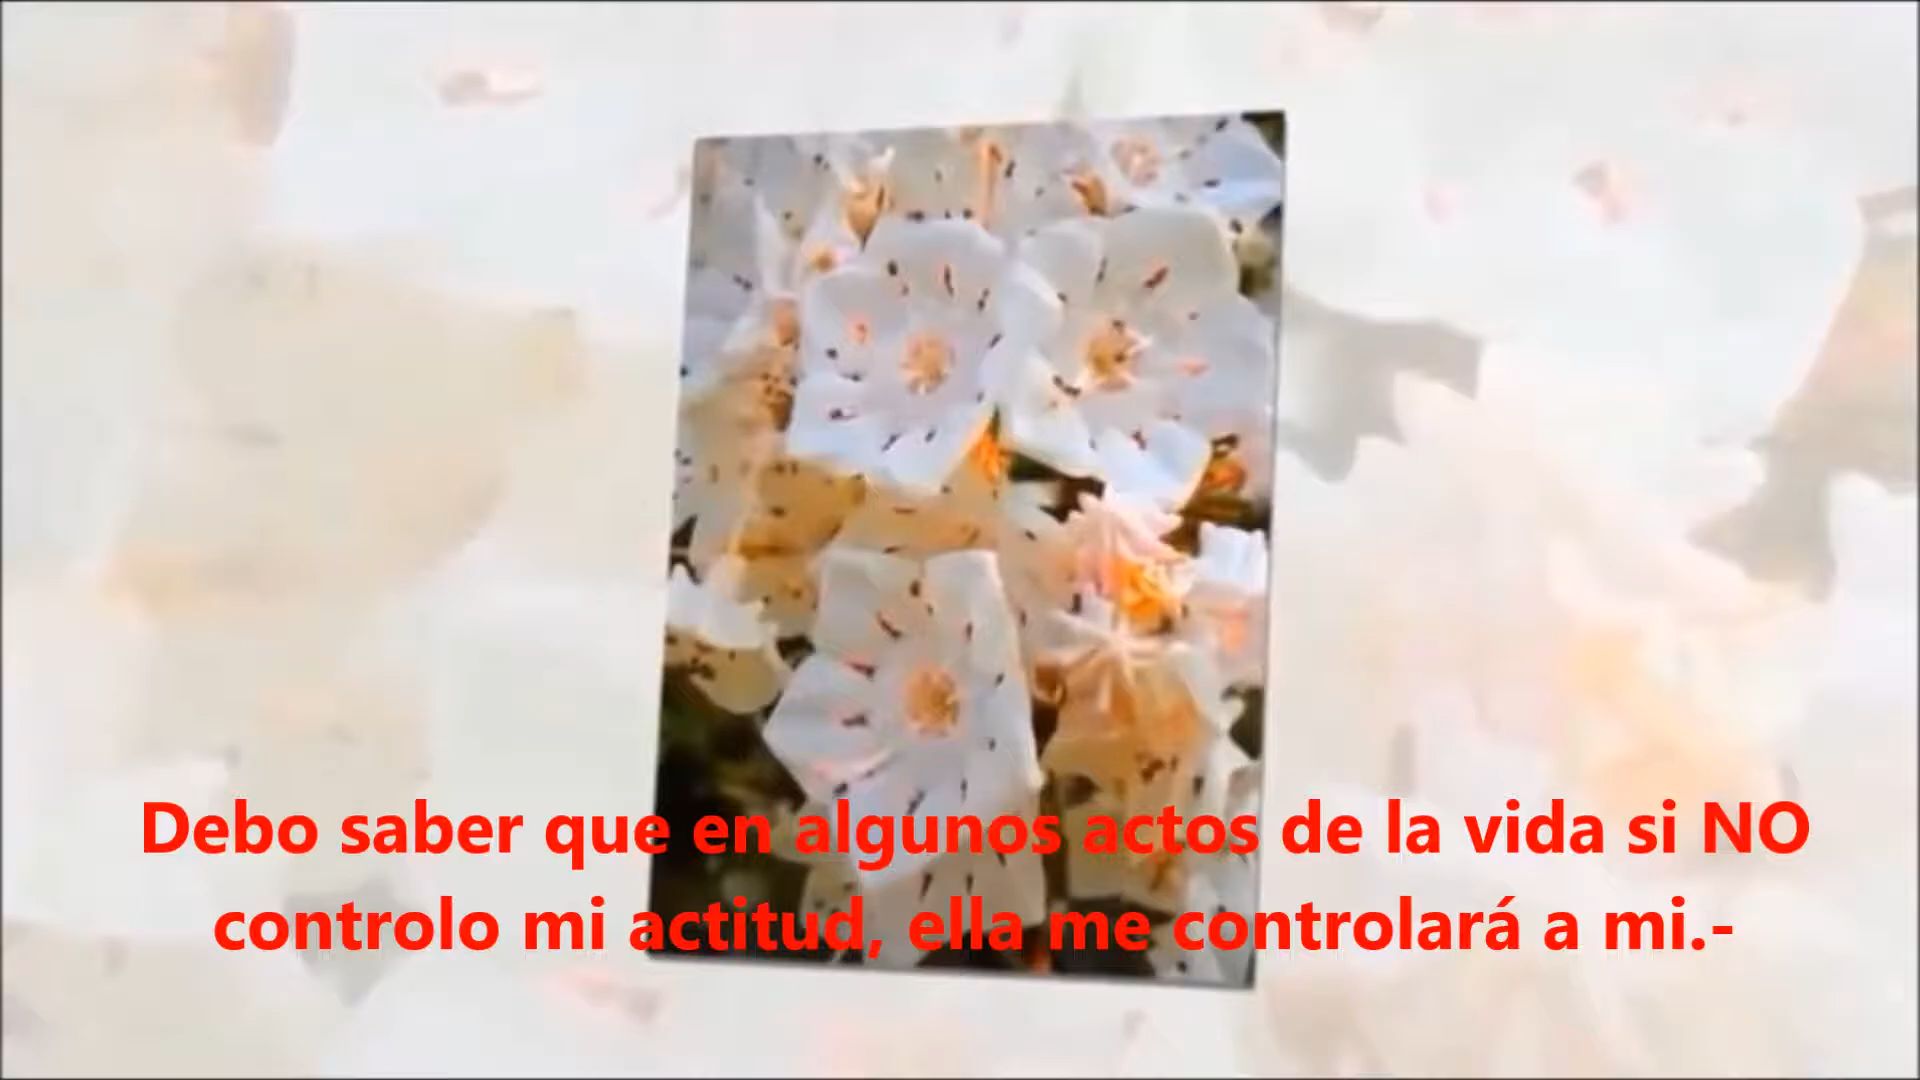 Debo saber que en algunos actos de la vida si NO
controlo mi actitud, ella me controlará a mi.-